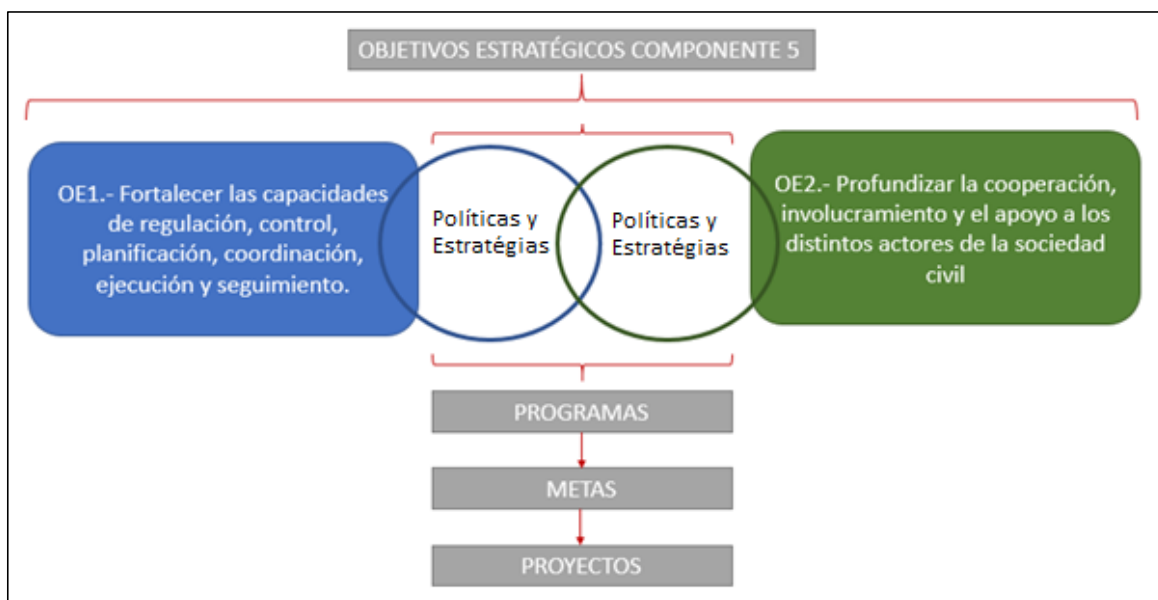 OBJETIVOS ESTRATÉGICOS COMPONENTE 5
OE1.- Fortalecer las capacidades
de regulación, control,
planificación, coordinación,
ejecución y seguimiento.
Políticas y
Estratégias
Políticas y
Estratégias
OE2.- Profundizar la cooperación,
involucramiento y el apoyo a los
distintos actores de la sociedad
civil
PROGRAMAS
METAS
PROYECTOS